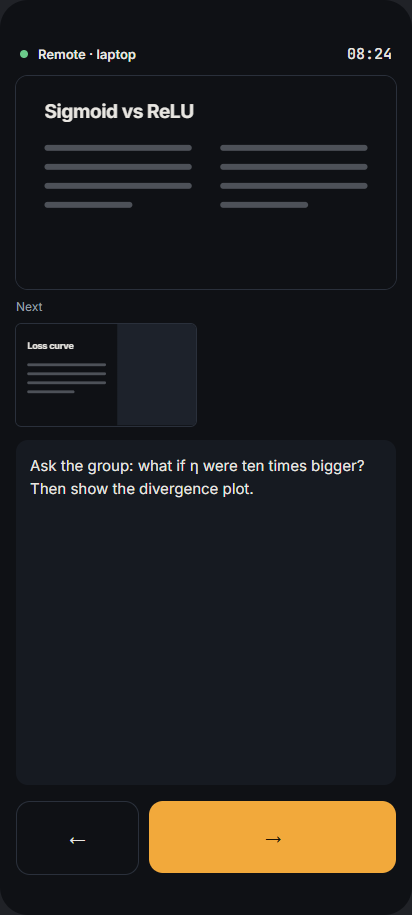 Remote · laptop
08:24
Sigmoid vs ReLU
Next
Loss curve
Ask the group: what if η were ten times bigger?
Then show the divergence plot.
←
→